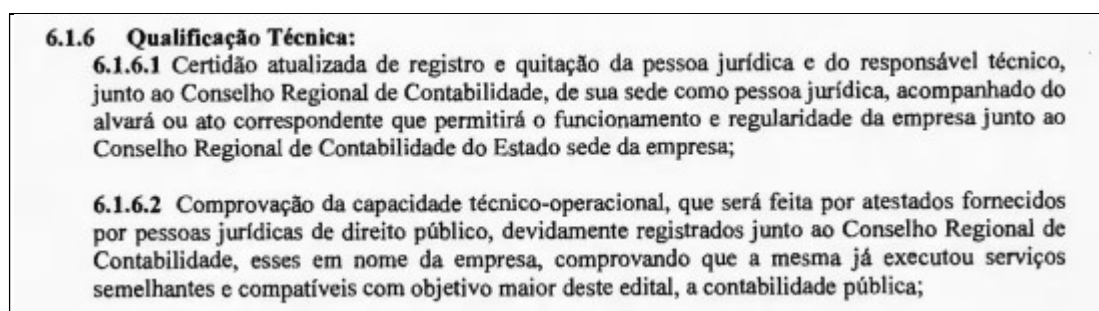 6.1.6 Qualificação Técnica:
6.1.6.1 Certidão atualizada de registro e quitação da pessoa jurídica e do responsável técnico,
junto ao Conselho Regional de Contabilidade, de sua sede como pessoa jurídica, acompanhado do
alvará ou ato correspondente que permitirá o funcionamento e regularidade da empresa junto ao
Conselho Regional de Contabilidade do Estado sede da empresa;
6.1.6.2 Comprovação da capacidade técnico-operacional, que será feita por atestados fornecidos
por pessoas jurídicas de direito público, devidamente registrados junto ao Conselho Regional de
Contabilidade, esses em nome da empresa, comprovando que a mesma já executou serviços
semelhantes e compatíveis com objetivo maior deste edital, a contabilidade pública;